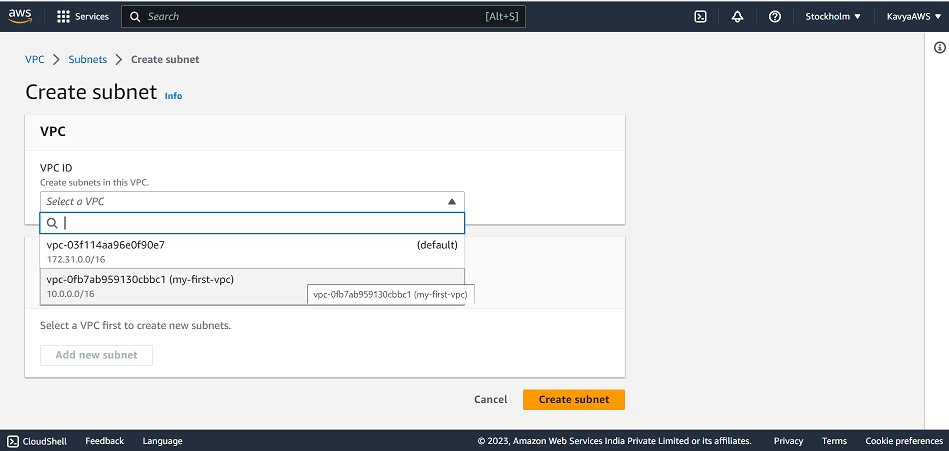 aws
Services
Search [Alt+S]
Stockholm
KavyaAWS
VPC > Subnets > Create subnet
Create subnet Info
VPC
VPC ID
Create subnets in this VPC.
Select a VPC
vpc-03f114aa96e0f90e7 (default)
172.31.0.0/16
vpc-0fb7ab959130cbbc1 (my-first-vpc)
10.0.0.0/16
vpc-0fb7ab959130cbbc1 (my-first-vpc)
Select a VPC first to create new subnets.
Add new subnet
Cancel
Create subnet
CloudShell Feedback Language © 2023, Amazon Web Services India Private Limited or its affiliates. Privacy Terms Cookie preferences